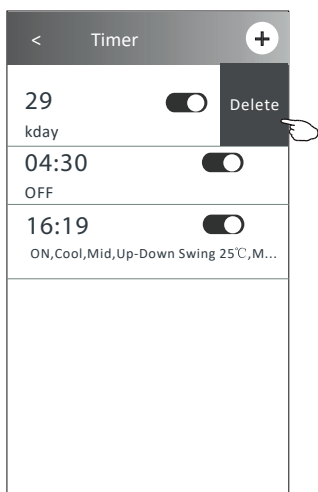 < Timer +
29
kday
Delete
04:30
OFF
16:19
ON,Cool,Mid,Up-Down Swing 25℃,M...